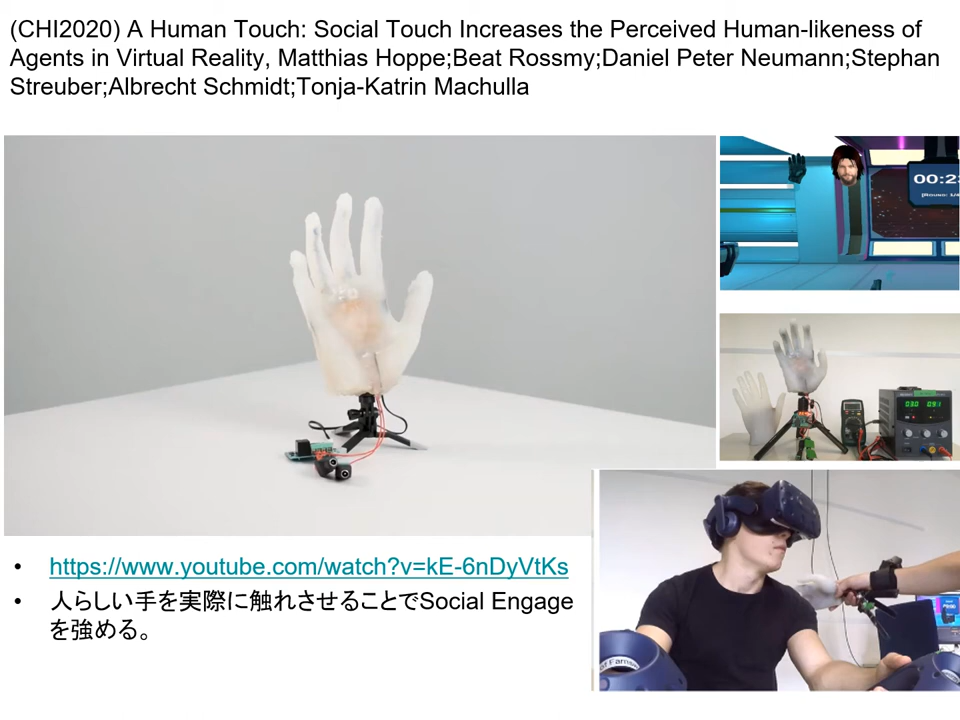 (CHI2020) A Human Touch: Social Touch Increases the Perceived Human-likeness of
Agents in Virtual Reality, Matthias Hoppe;Beat Rossmy;Daniel Peter Neumann;Stephan
Streuber;Albrecht Schmidt;Tonja-Katrin Machulla
00:2
• https://www.youtube.com/watch?v=kE-6nDyVtKs
• 人らしい手を実際に触れさせることでSocial Engage
を強める。